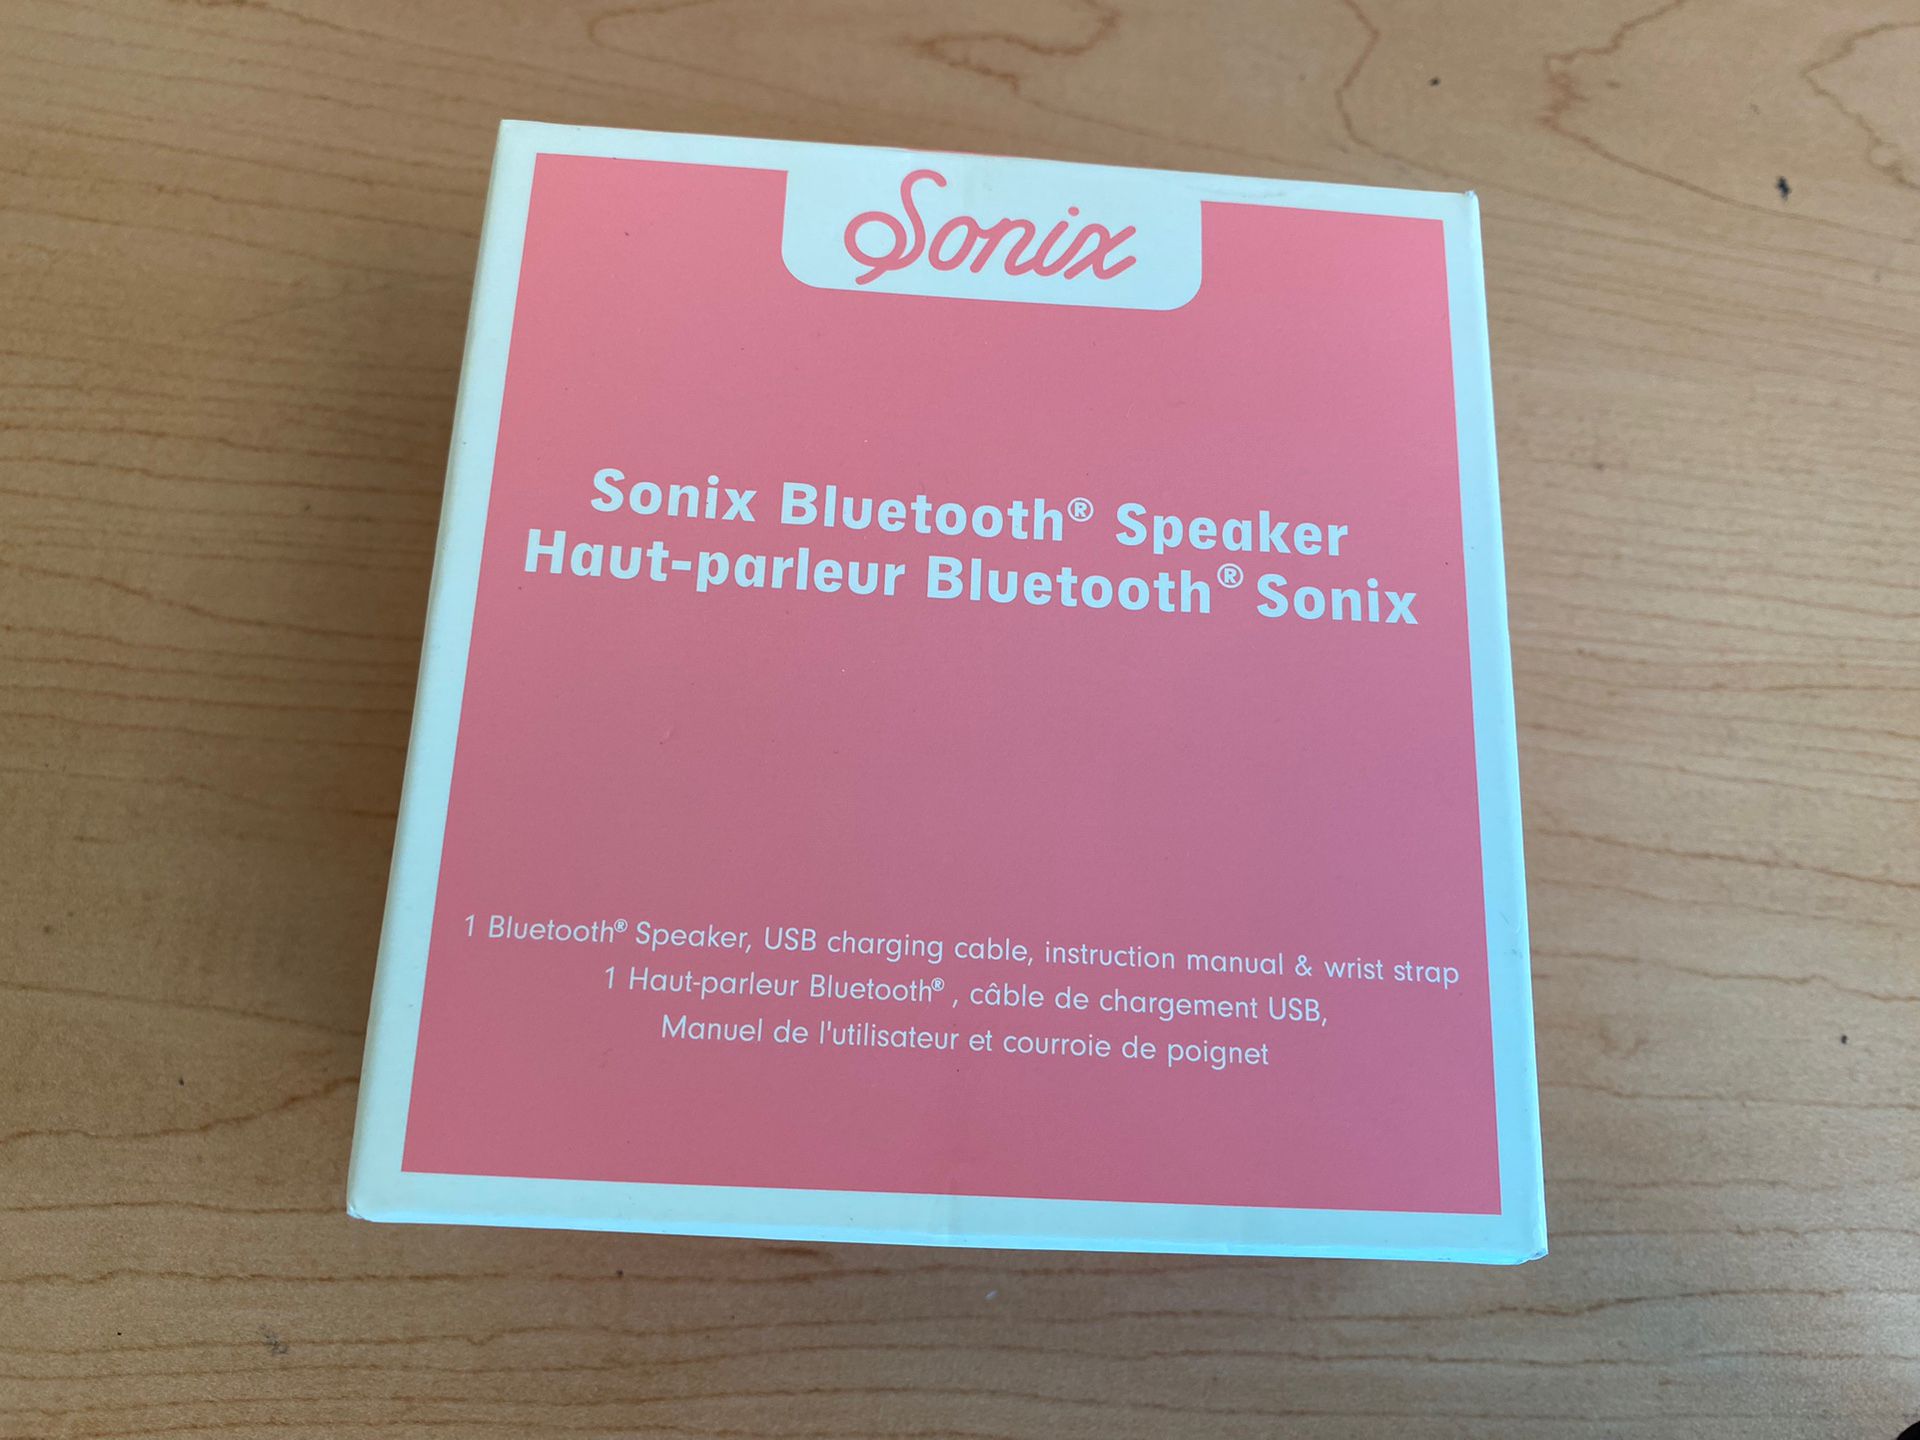 Sonix
Sonix Bluetooth® Speaker
Haut-parleur Bluetooth® Sonix
1 Bluetooth® Speaker, USB charging cable, instruction manual & wrist strap
1 Haut-parleur Bluetooth® , câble de chargement USB,
Manuel de l'utilisateur et courroie de poignet